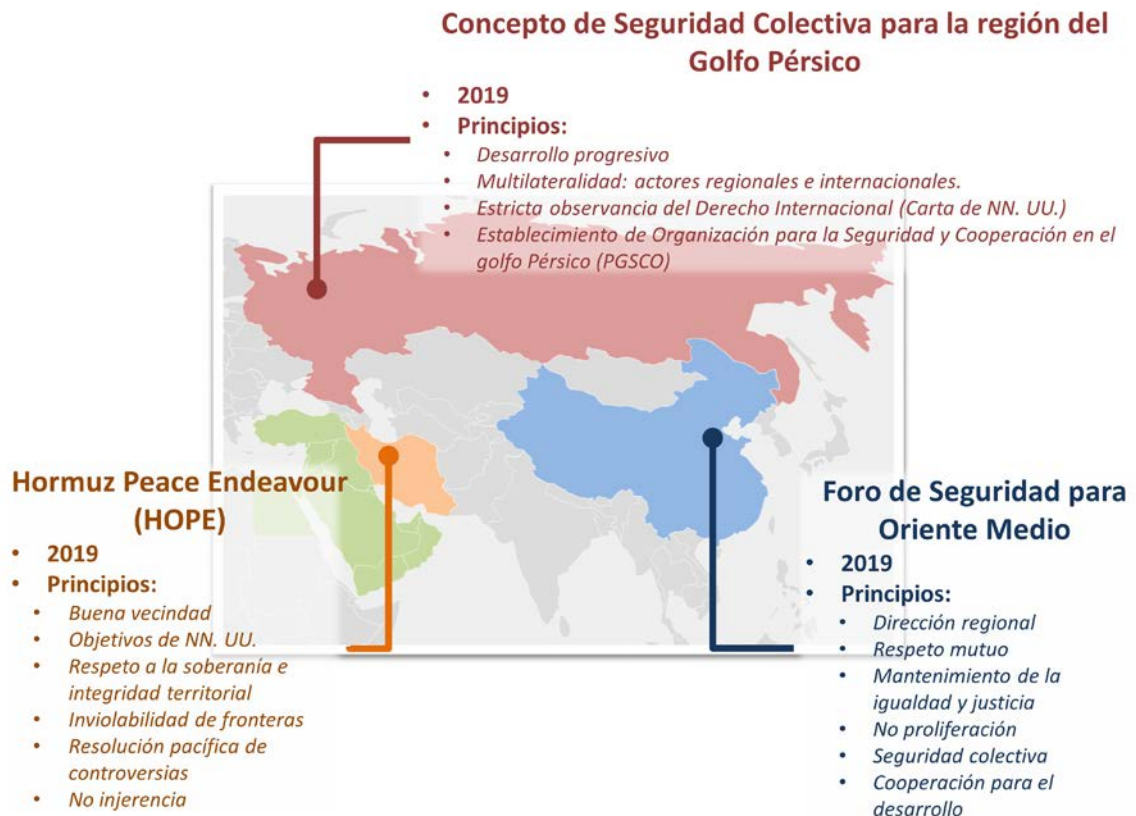 Concepto de Seguridad Colectiva para la región del
Golfo Pérsico
• 2019
• Principios:
• Desarrollo progresivo
• Multilateralidad: actores regionales e internacionales.
• Estricta observancia del Derecho Internacional (Carta de NN. UU.)
• Establecimiento de Organización para la Seguridad y Cooperación en el
golfo Pérsico (PGSCO)
Hormuz Peace Endeavour
(HOPE)
• 2019
• Principios:
• Buena vecindad
• Objetivos de NN. UU.
• Respeto a la soberanía e
integridad territorial
• Inviolabilidad de fronteras
• Resolución pacífica de
controversias
• No injerencia
Foro de Seguridad para
Oriente Medio
• 2019
• Principios:
• Dirección regional
• Respeto mutuo
• Mantenimiento de la
igualdad y justicia
• No proliferación
• Seguridad colectiva
• Cooperación para el
desarrollo